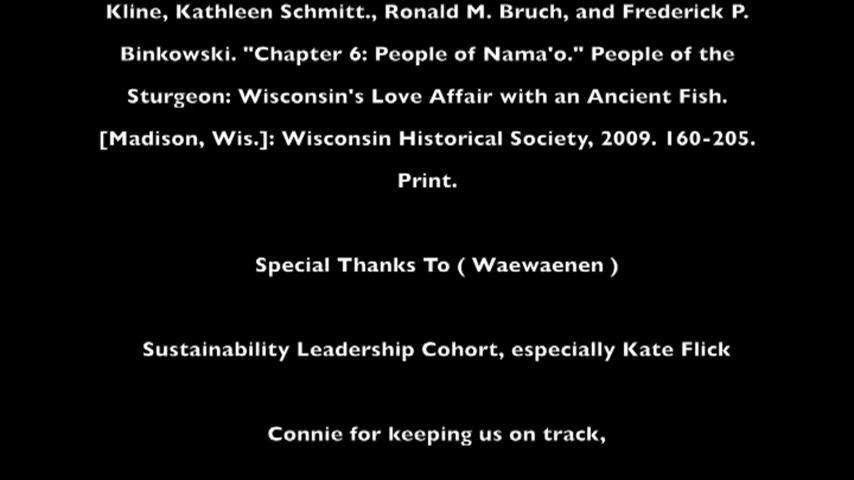 Kline, Kathleen Schmitt., Ronald M. Bruch, and Frederick P.
Binkowski. "Chapter 6: People of Nama'o." People of the
Sturgeon: Wisconsin's Love Affair with an Ancient Fish.
[Madison, Wis.]: Wisconsin Historical Society, 2009. 160-205.
Print.
Special Thanks To ( Waewaenen )
Sustainability Leadership Cohort, especially Kate Flick
Connie for keeping us on track,